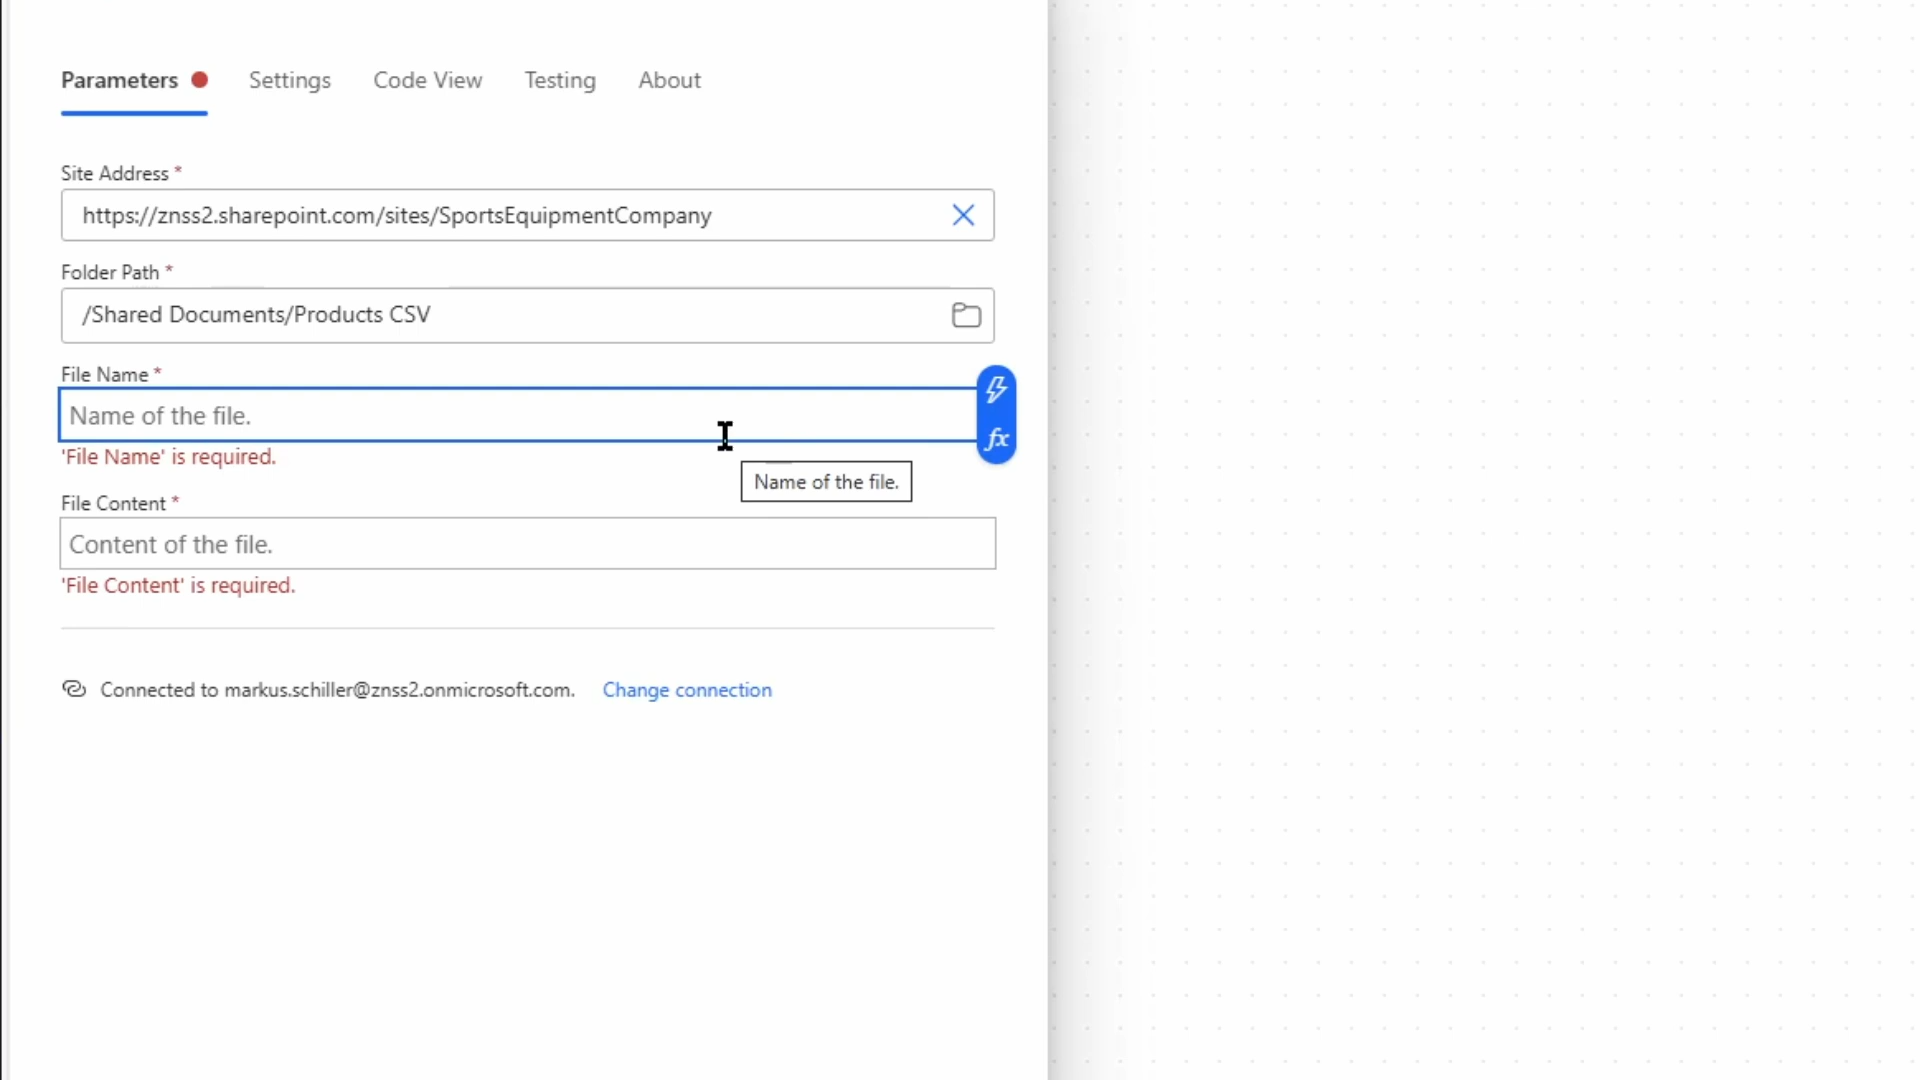 Parameters Settings Code View Testing About
Site Address *
https://znss2.sharepoint.com/sites/SportsEquipmentCompany
Folder Path *
/Shared Documents/Products CSV
File Name *
Name of the file.
fx
'File Name' is required.
Name of the file.
File Content *
Content of the file.
'File Content' is required.
Connected to markus.schiller@znss2.onmicrosoft.com. Change connection